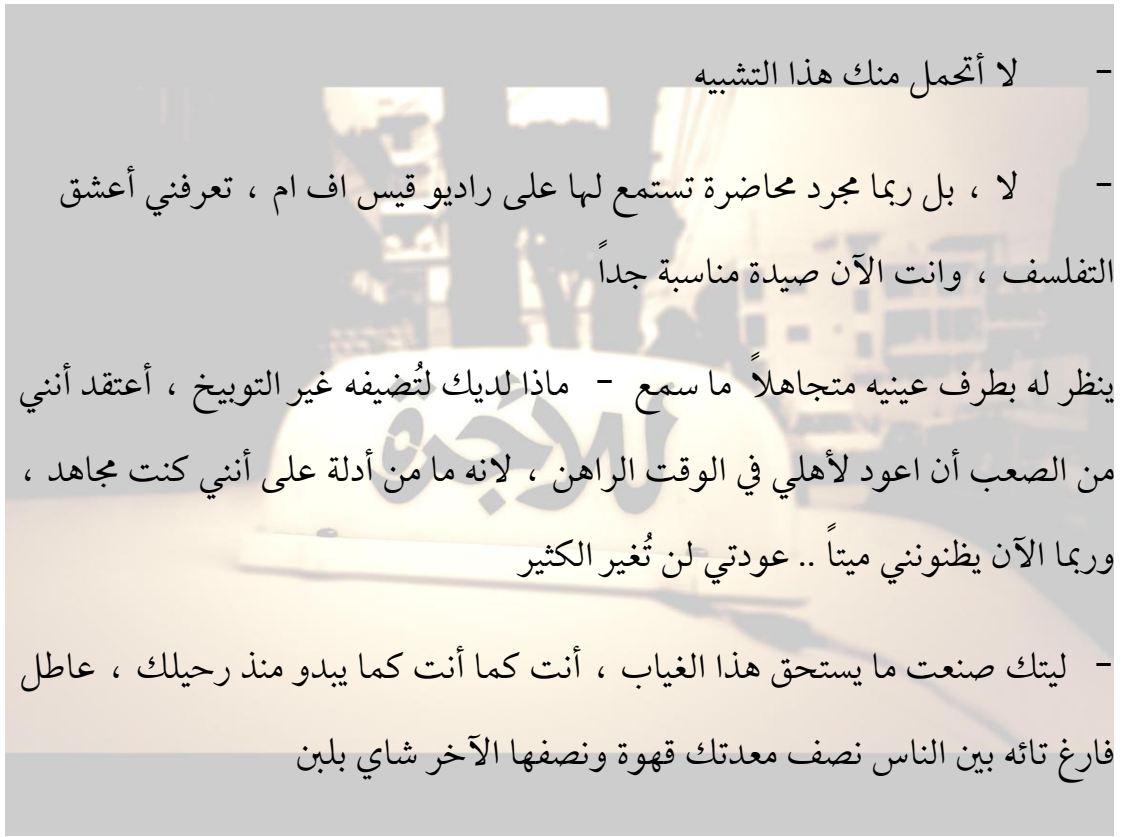 - لا أتحمل منك هذا التشبيه
- لا ، بل ربما مجرد محاضرة تستمع لها على راديو قيس اف ام ، تعرفني أعشق
التفلسف ، وانت الآن صيدة مناسبة جداً
ينظر له بطرف عينيه متجاهلاً ما سمع - ماذا لديك لتُضيفه غير التوبيخ ، أعتقد أنني
من الصعب أن اعود لأهلي في الوقت الراهن ، لانه ما من أدلة على أنني كنت مجاهد ،
للأجرة
وربما الآن يظنونني ميتاً .. عودتي لن تُغير الكثير
- ليتك صنعت ما يستحق هذا الغياب ، أنت كما أنت كما يبدو منذ رحيلك ، عاطل
فارغ تائه بين الناس نصف معدتك قهوة ونصفها الآخر شاي بلبن